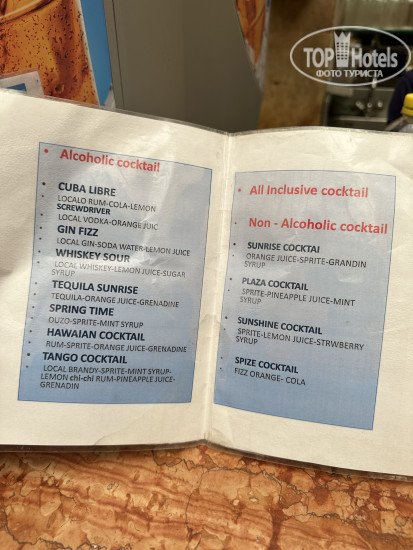 TOPHotels
ФОТО ТУРИСТА
Alcoholic cocktail
CUBA LIBRE
LOCALO RUM-COLA-LEMON
SCREWDRIVER
LOCAL VODKA-ORANGE JUIC
GIN FIZZ
LOCAL GIN-SODA WATER-LEMON JUICE
WHISKEY SOUR
LOCAL WHISKEY-LEMON JUICE-SUGAR
SYRUP
TEQUILA SUNRISE
TEQUILA-ORANGE JUICE-GRENADINE
SPRING TIME
OUZO-SPRITE-MINT SYRUP
HAWAIAN COCKTAIL
RUM-SPRITE-ORANGE JUICE-GRENADINE
TANGO COCKTAIL
LOCAL BRANDY-SPRITE-MINT SYRUP-
LEMON chi-chi RUM-PINEAPPLE JUICE-
GRENADIN
All Inclusive cocktail
Non - Alcoholic cocktail
SUNRISE COCKTAI
ORANGE JUICE-SPRITE-GRANDIN
SYRUP
PLAZA COCKTAIL
SPRITE-PINEAPPLE JUICE-MINT
SYRUP
SUNSHINE COCKTAIL
SPRITE-LEMON JUICE-STRWBERRY
SYRUP
SPIZE COCKTAIL
FIZZ ORANGE- COLA